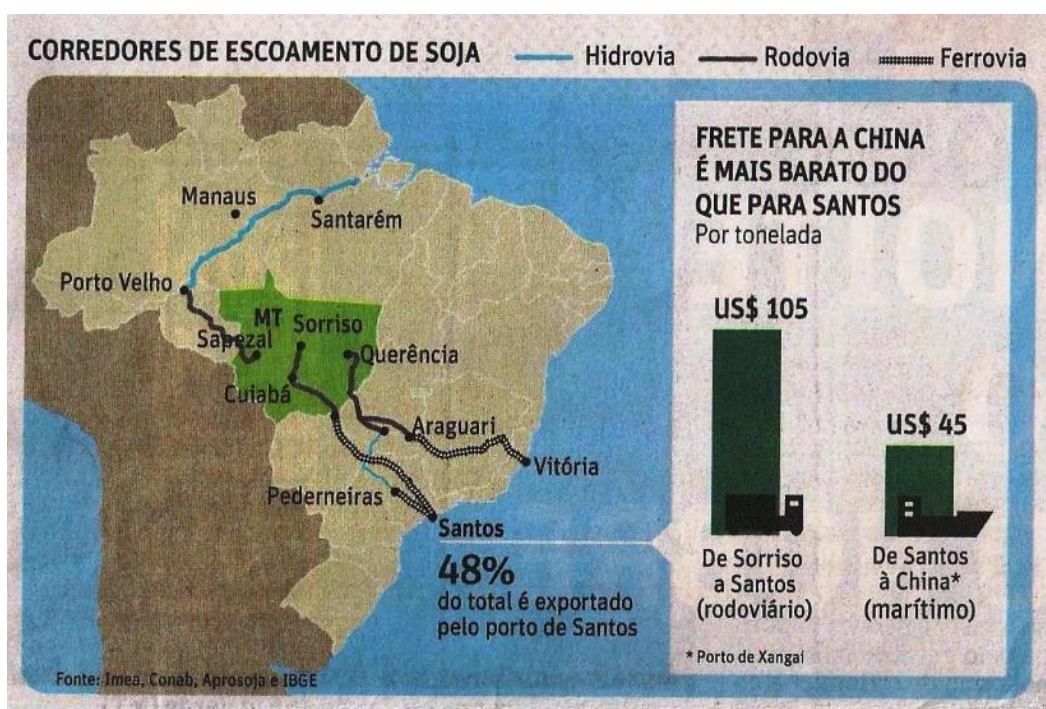 CORREDORES DE ESCOAMENTO DE SOJA
Hidrovia
Rodovia
Ferrovia
Manaus
Santarém
Porto Velho
MT
Sorriso
Sapezal
Querência
Cuiabá
Araguari
Vitória
Pederneiras
Santos
48%
do total é exportado
pelo porto de Santos
Fonte: Imea, Conab, Aprosoja e IBGE
FRETE PARA A CHINA
É MAIS BARATO DO
QUE PARA SANTOS
Por tonelada
US$ 105
De Sorriso
a Santos
(rodoviário)
US$ 45
De Santos
à China*
(marítimo)
* Porto de Xangai